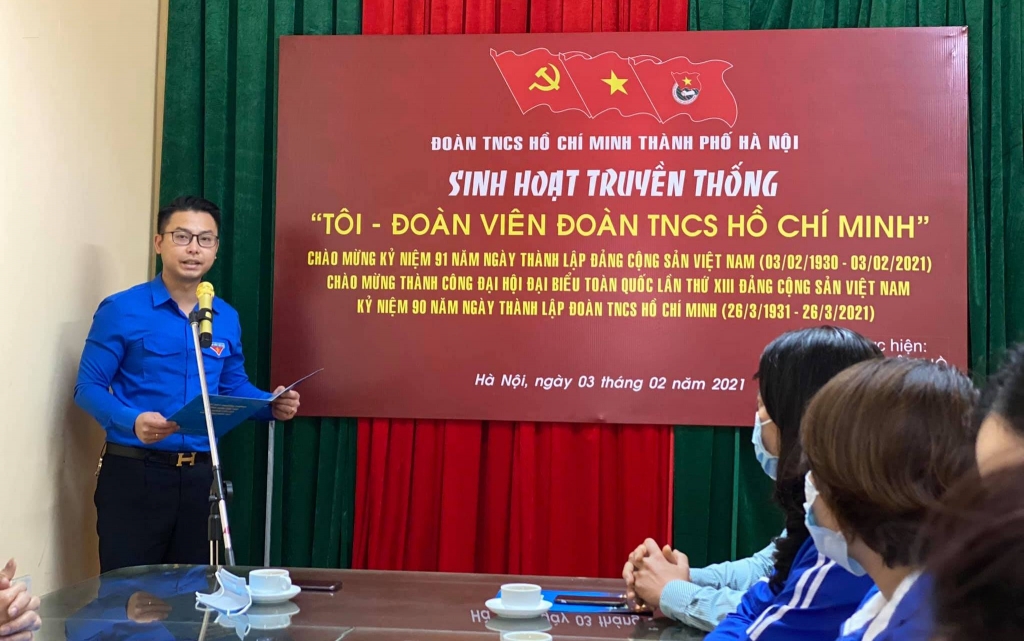 ĐOÀN TNCS HỒ CHÍ MINH THÀNH PHỐ HÀ NỘI
SINH HOẠT TRUYỀN THỐNG
“TÔI - ĐOÀN VIÊN ĐOÀN TNCS HỒ CHÍ MINH”
CHÀO MỪNG KỶ NIỆM 91 NĂM NGÀY THÀNH LẬP ĐẢNG CỘNG SẢN VIỆT NAM (03/02/1930 - 03/02/2021)
CHÀO MỪNG THÀNH CÔNG ĐẠI HỘI ĐẠI BIỂU TOÀN QUỐC LẦN THỨ XIII ĐẢNG CỘNG SẢN VIỆT NAM
KỶ NIỆM 90 NĂM NGÀY THÀNH LẬP ĐOÀN TNCS HỒ CHÍ MINH (26/3/1931 - 26/3/2021)
hiện:
Hà Nội, ngày 03 tháng 02 năm 2021